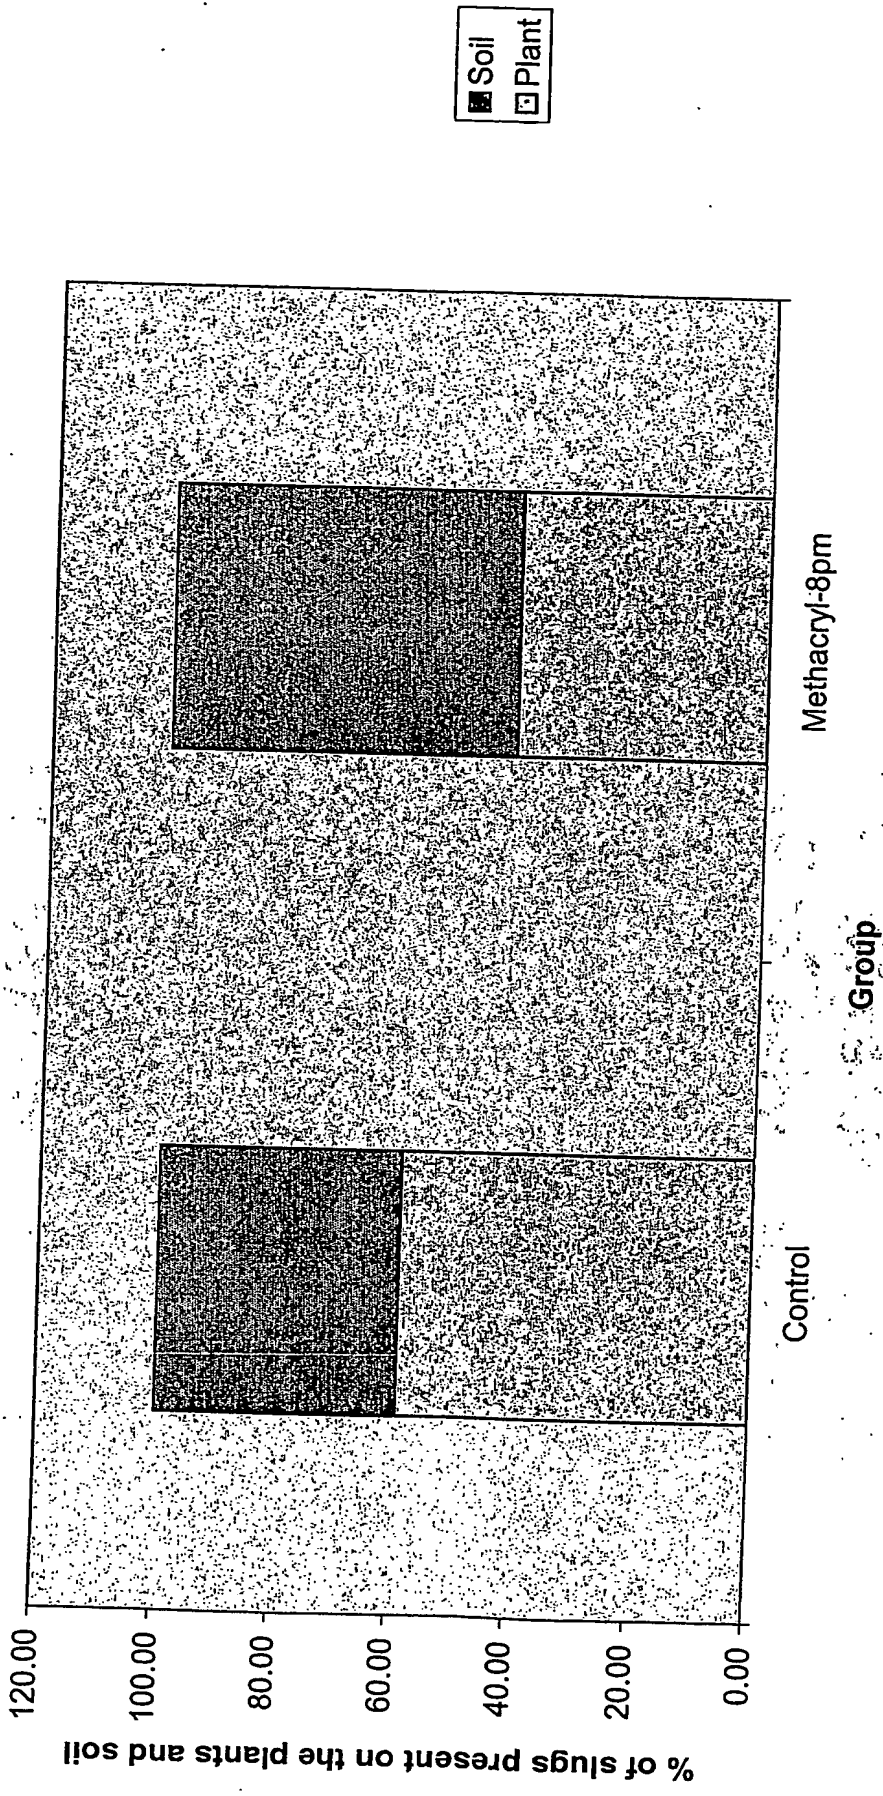 % of slugs present on the plants and soil
120.00
100.00
80.00
60.00
40.00
20.00
0.00
Control
Methacryl-8pm
Group
Soil
Plant